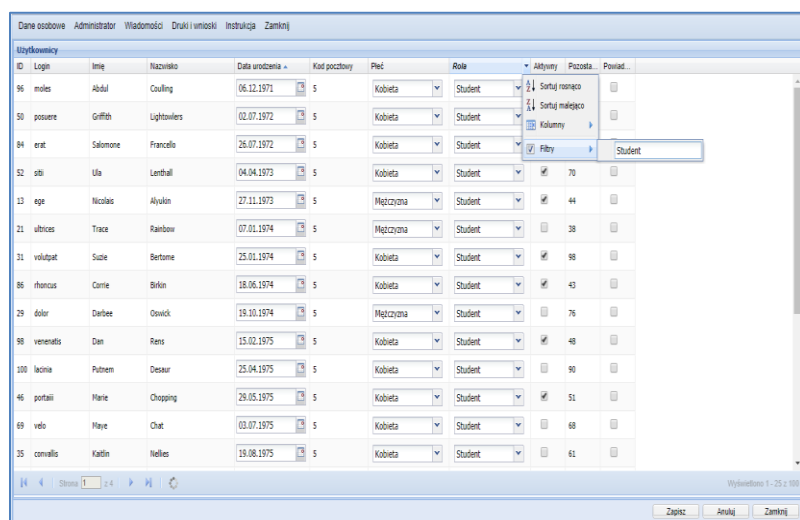 Dane osobowe Administrator Wiadomości Druki i wnioski Instrukcja Zamknij
Użytkownicy
ID Login Imię Nazwisko Data urodzenia Kod pocztowy Płeć Rola Aktywny Pozosta... Powiad...
96 moles Abdul Coulling 06.12.1971 5 Kobieta Student Sortuj rosnąco
Sortuj malejąco
50 posuere Griffith Lightowlers 02.07.1972 5 Kobieta Student Kolumny
84 erat Salomone Francello 26.07.1972 5 Kobieta Student Filtry Student
52 sitii Ula Lenthall 04.04.1973 5 Kobieta Student 70
13 ege Nicolais Alyukin 27.11.1973 5 Mężczyzna Student 44
21 ultrices Trace Rainbow 07.01.1974 5 Mężczyzna Student 38
31 volutpat Suzie Bertome 25.01.1974 5 Kobieta Student 98
86 rhoncus Corrie Birkin 18.06.1974 5 Kobieta Student 43
29 dolor Darbee Oswick 19.10.1974 5 Mężczyzna Student 76
98 venenatis Dan Rens 15.02.1975 5 Kobieta Student 48
100 lacinia Putnem Desaur 25.04.1975 5 Kobieta Student 90
46 portaiii Marie Chopping 29.05.1975 5 Kobieta Student 51
69 velo Maye Chat 03.07.1975 5 Kobieta Student 68
35 convallis Kaitlin Nellies 19.08.1975 5 Kobieta Student 61
Strona 1 z 4 Wyświetlono 1 - 25 z 100
Zapisz Anuluj Zamknij